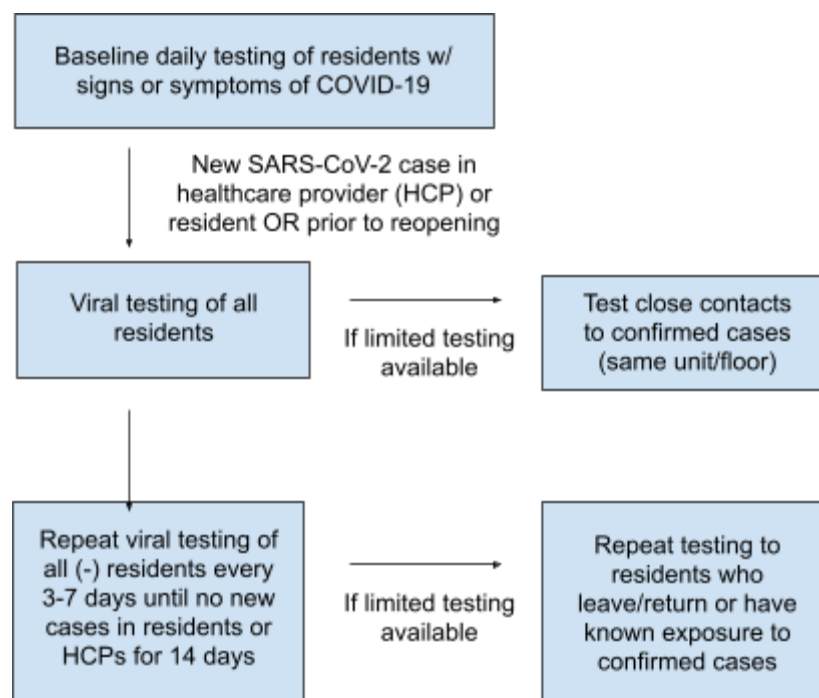 Baseline daily testing of residents w/
signs or symptoms of COVID-19
New SARS-CoV-2 case in
healthcare provider (HCP) or
resident OR prior to reopening
Viral testing of all
residents
If limited testing
available
Test close contacts
to confirmed cases
(same unit/floor)
Repeat viral testing of
all (-) residents every
3-7 days until no new
cases in residents or
HCPs for 14 days
If limited testing
available
Repeat testing to
residents who
leave/return or have
known exposure to
confirmed cases